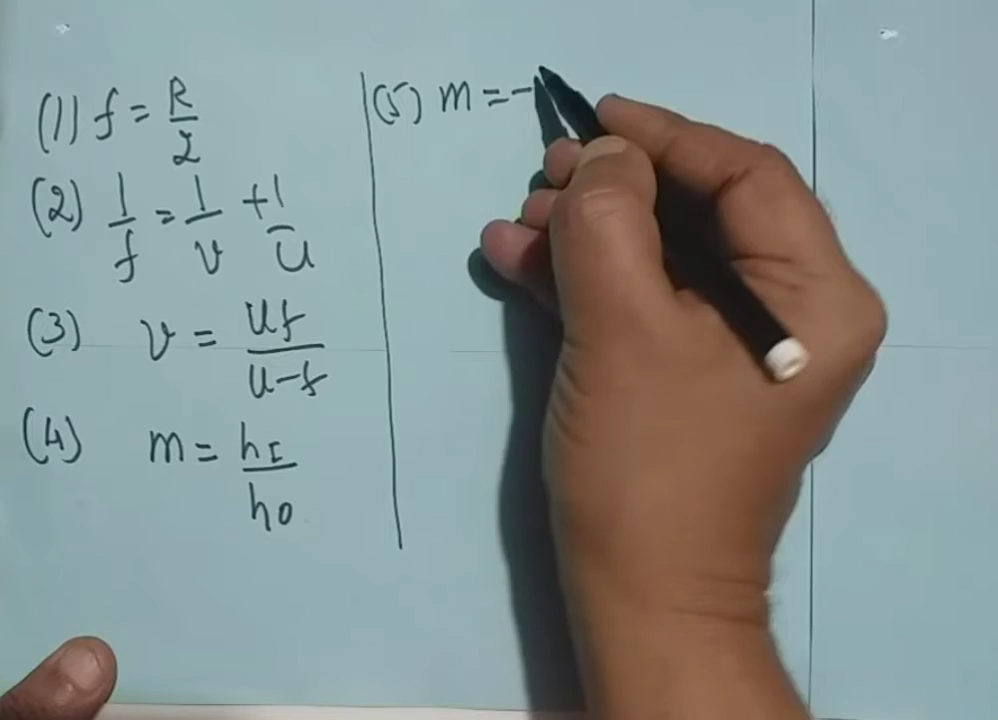 (1) f = R/2
(2) 1/f = 1/v + 1/u
(3) v = uf/u-f
(4) m = hI/ho
(5) m = -